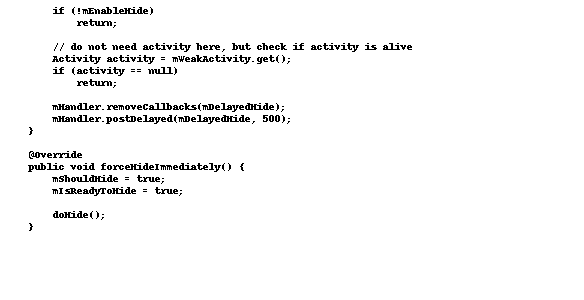 if (!mEnableHide)
return;
// do not need activity here, but check if activity is alive
Activity activity = mWeakActivity.get();
if (activity == null)
return;
mHandler.removeCallbacks(mDelayedHide);
mHandler.postDelayed(mDelayedHide, 500);
}
@Override
public void forceHideImmediately() {
mShouldHide = true;
mIsReadyToHide = true;
doHide();
}